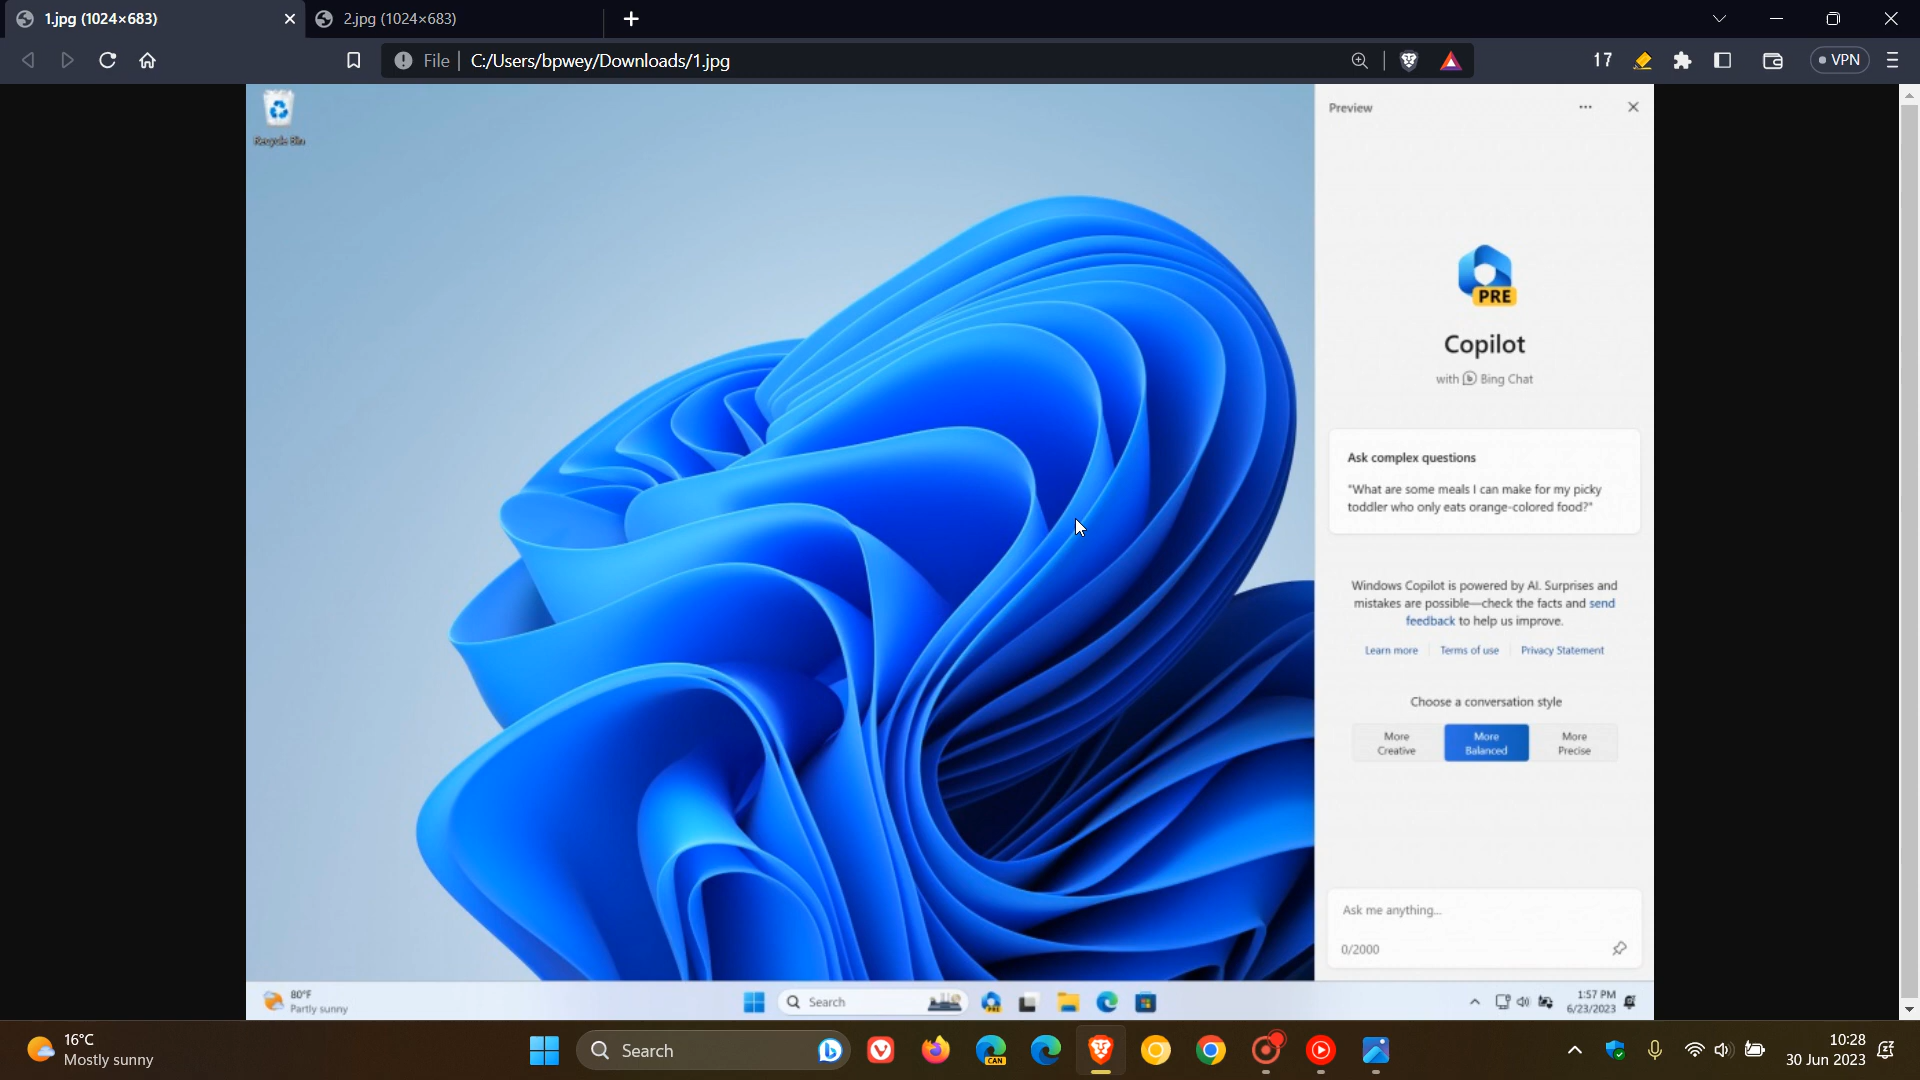 1.jpg (1024×683)
2.jpg (1024×683)
File
C:/Users/bpwey/Downloads/1.jpg
17
VPN
Recycle Bin
Preview
PRE
Copilot
with Bing Chat
Ask complex questions
"What are some meals I can make for my picky
toddler who only eats orange-colored food?"
Windows Copilot is powered by AI. Surprises and
mistakes are possible—check the facts and send
feedback to help us improve.
Learn more
Terms of use
Privacy Statement
Choose a conversation style
More
Creative
More
Balanced
More
Precise
Ask me anything...
0/2000
80°F
Partly sunny
Search
1:57 PM
6/23/2023
16°C
Mostly sunny
Search
CAN
10:28
30 Jun 2023